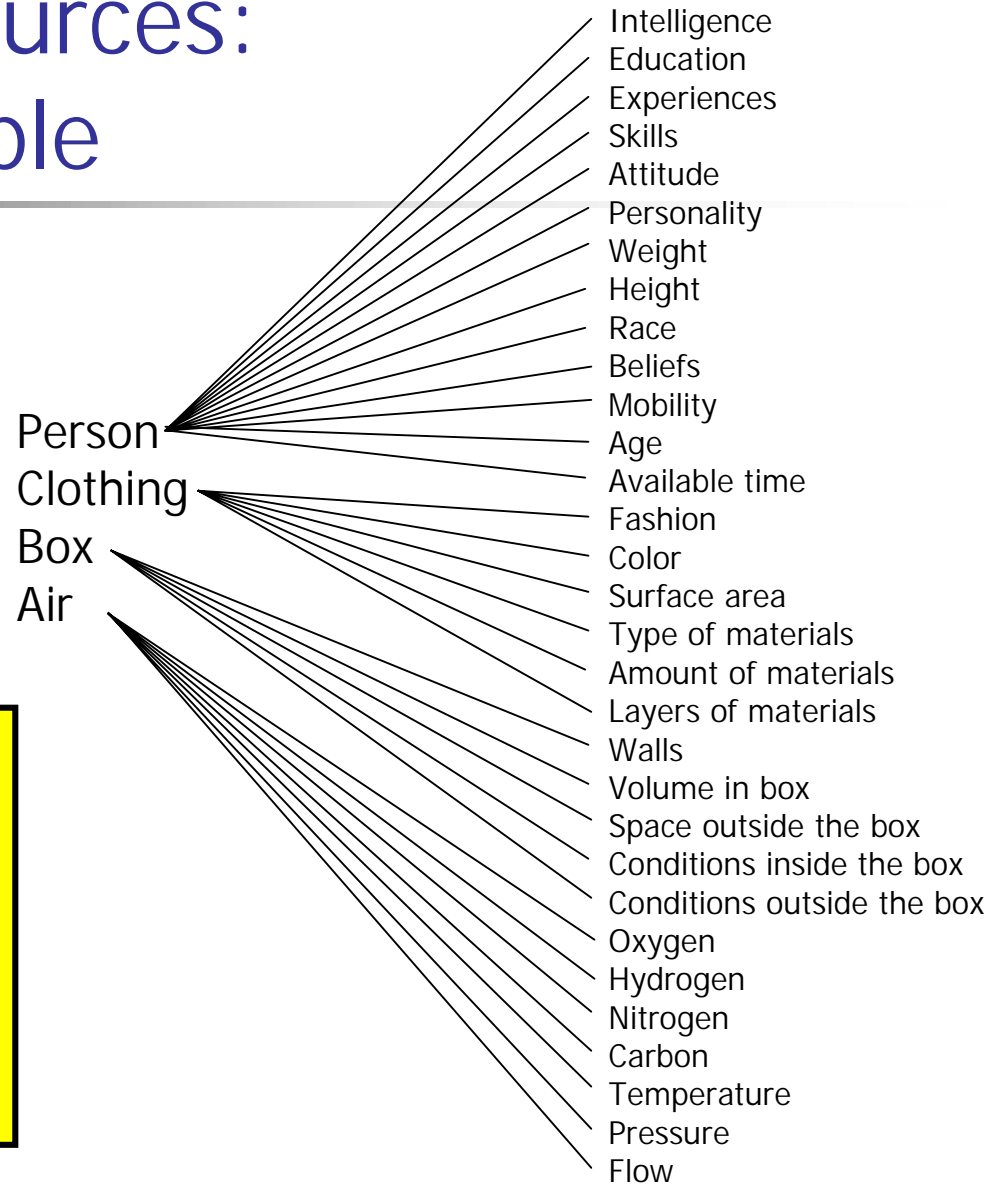 urces:
ple
Person
Clothing
Box
Air
Intelligence
Education
Experiences
Skills
Attitude
Personality
Weight
Height
Race
Beliefs
Mobility
Age
Available time
Fashion
Color
Surface area
Type of materials
Amount of materials
Layers of materials
Walls
Volume in box
Space outside the box
Conditions inside the box
Conditions outside the box
Oxygen
Hydrogen
Nitrogen
Carbon
Temperature
Pressure
Flow